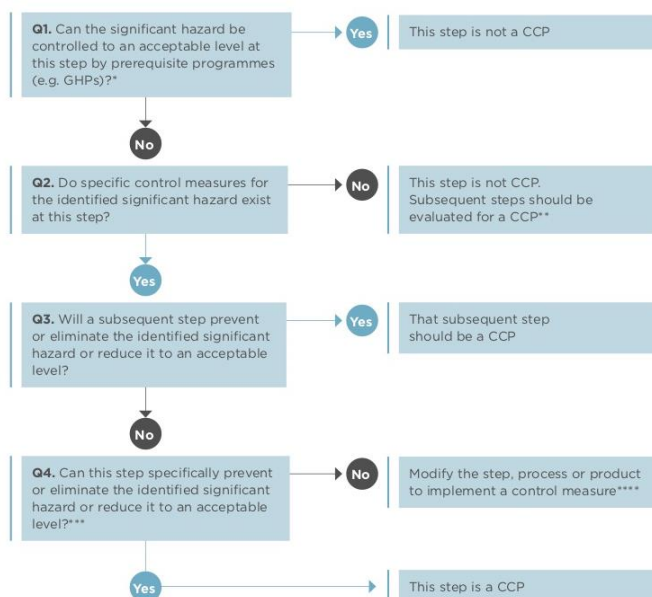 Q1. Can the significant hazard be
controlled to an acceptable level at
this step by prerequisite programmes
(e.g. GHPs)?*
Yes
This step is not a CCP
No
Q2. Do specific control measures for
the identified significant hazard exist
at this step?
No
This step is not CCP.
Subsequent steps should be
evaluated for a CCP**
Yes
Q3. Will a subsequent step prevent
or eliminate the identified significant
hazard or reduce it to an acceptable
level?
Yes
That subsequent step
should be a CCP
No
Q4. Can this step specifically prevent
or eliminate the identified significant
hazard or reduce it to an acceptable
level?***
No
Modify the step, process or product
to implement a control measure****
Yes
This step is a CCP